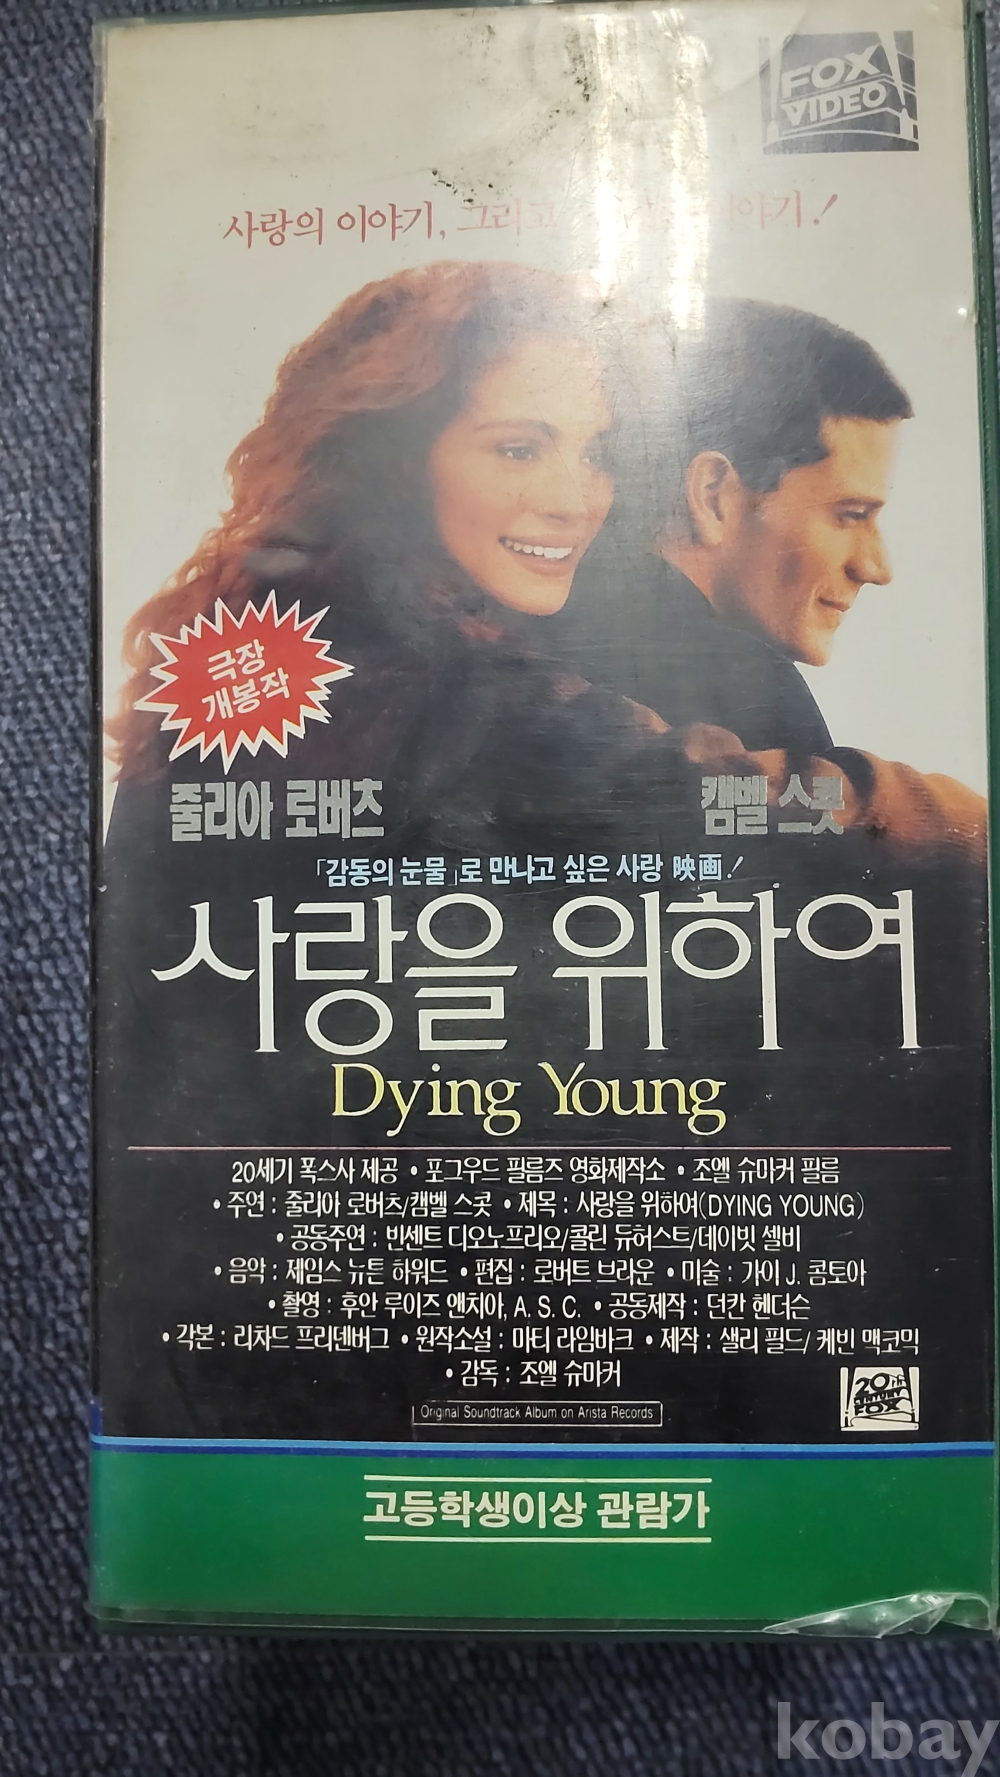 FOX
VIDEO
사랑의 이야기, 그리고 이야기!
극장
개봉작
줄리아 로버츠
캠벨 스콧
「감동의 눈물」로 만나고 싶은 사랑 映画!
사랑을 위하여
Dying Young
20세기 폭스사 제공 • 포그우드 필름즈 영화제작소 • 조엘 슈마커 필름
• 주연 : 줄리아 로버츠/캠벨 스콧 • 제목 : 사랑을 위하여(DYING YOUNG)
• 공동주연 : 빈센트 디오노프리오/콜린 듀허스트/데이빗 셀비
• 음악 : 제임스 뉴튼 하워드 • 편집 : 로버트 브라운 • 미술 : 가이 J. 콤토아
• 촬영 : 후안 루이즈 앤치아, A. S. C. • 공동제작 : 던칸 헨더슨
• 각본 : 리차드 프리덴버그 • 원작소설 : 마티 라임바크 • 제작 : 샐리 필드/ 케빈 맥코믹
• 감독 : 조엘 슈마커
20th
CENTURY
FOX
Original Soundtrack Album on Arista Records
고등학생이상 관람가
kobay